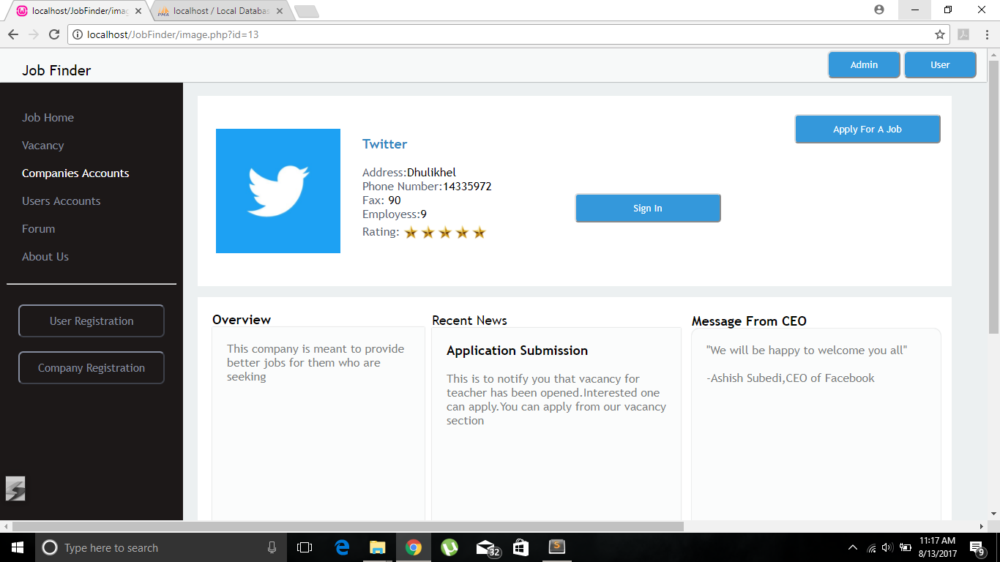 localhost/JobFinder/imag
localhost / Local Databas
localhost/JobFinder/image.php?id=13
Job Finder
Admin
User
Job Home
Vacancy
Companies Accounts
Users Accounts
Forum
About Us
User Registration
Company Registration
Apply For A Job
Twitter
Address:Dhulikhel
Phone Number:14335972
Fax: 90
Employess:9
Rating:
Sign In
Overview
This company is meant to provide
better jobs for them who are
seeking
Recent News
Application Submission
This is to notify you that vacancy for
teacher has been opened.Interested one
can apply.You can apply from our vacancy
section
Message From CEO
"We will be happy to welcome you all"
-Ashish Subedi,CEO of Facebook
Type here to search
32
11:17 AM
8/13/2017
9